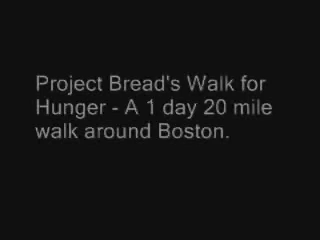 Project Bread's Walk for
Hunger - A 1 day 20 mile
walk around Boston.